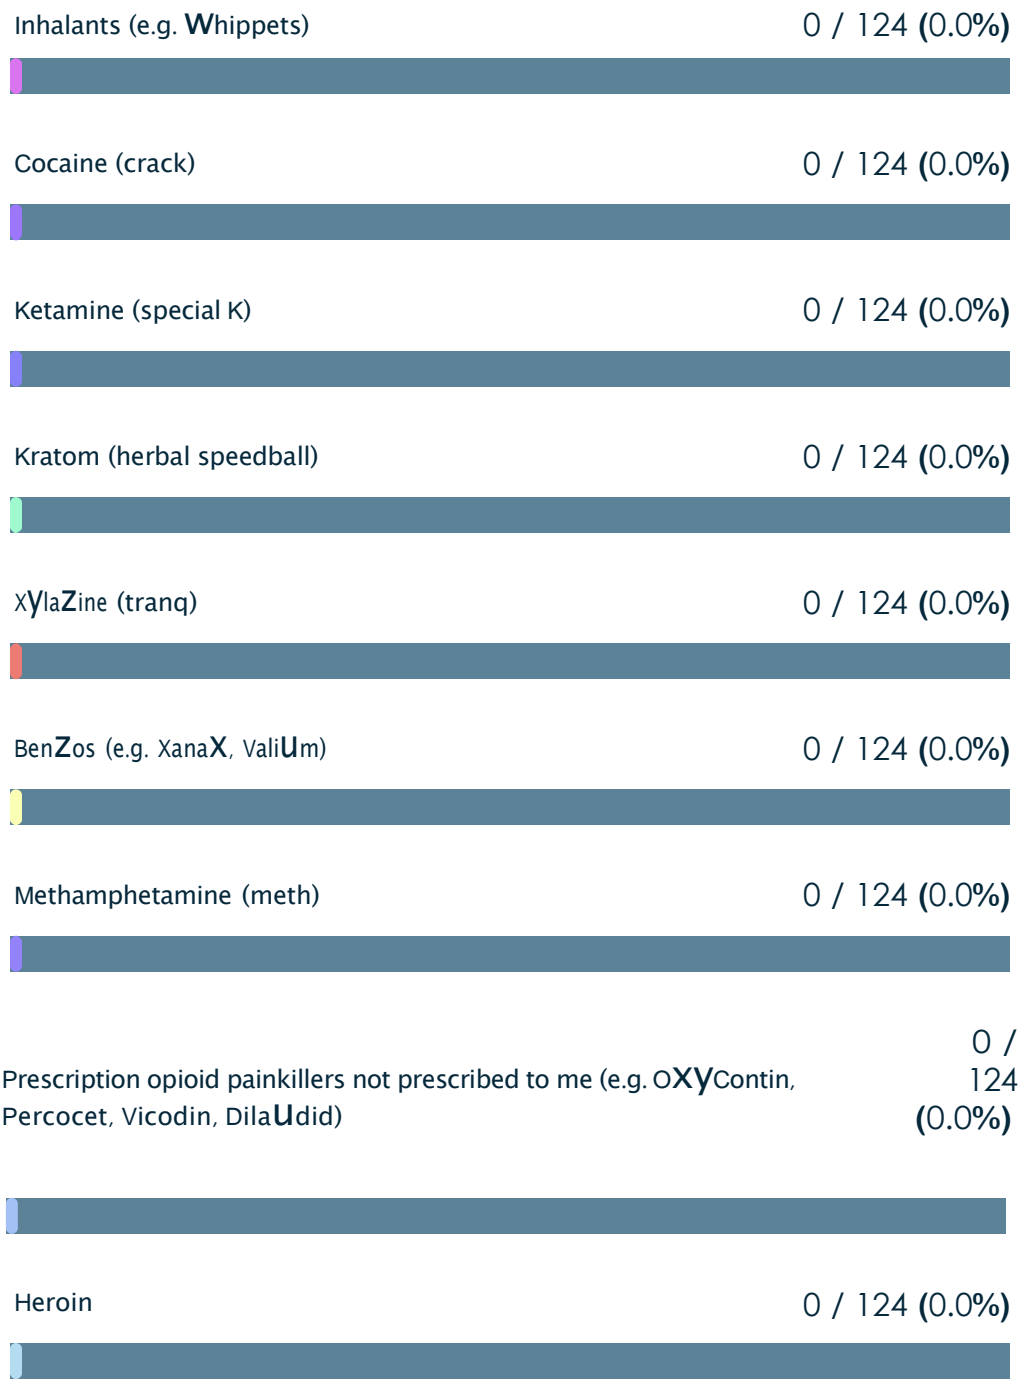 Inhalants (e.g. Whippets) 0 / 124 (0.0%)
Cocaine (crack) 0 / 124 (0.0%)
Ketamine (special K) 0 / 124 (0.0%)
Kratom (herbal speedball) 0 / 124 (0.0%)
Xylazine (tranq) 0 / 124 (0.0%)
Benzos (e.g. Xanax, Valium) 0 / 124 (0.0%)
Methamphetamine (meth) 0 / 124 (0.0%)
Prescription opioid painkillers not prescribed to me (e.g. OxyContin,
Percocet, Vicodin, Dilaudid)
0 /
124
(0.0%)
Heroin 0 / 124 (0.0%)